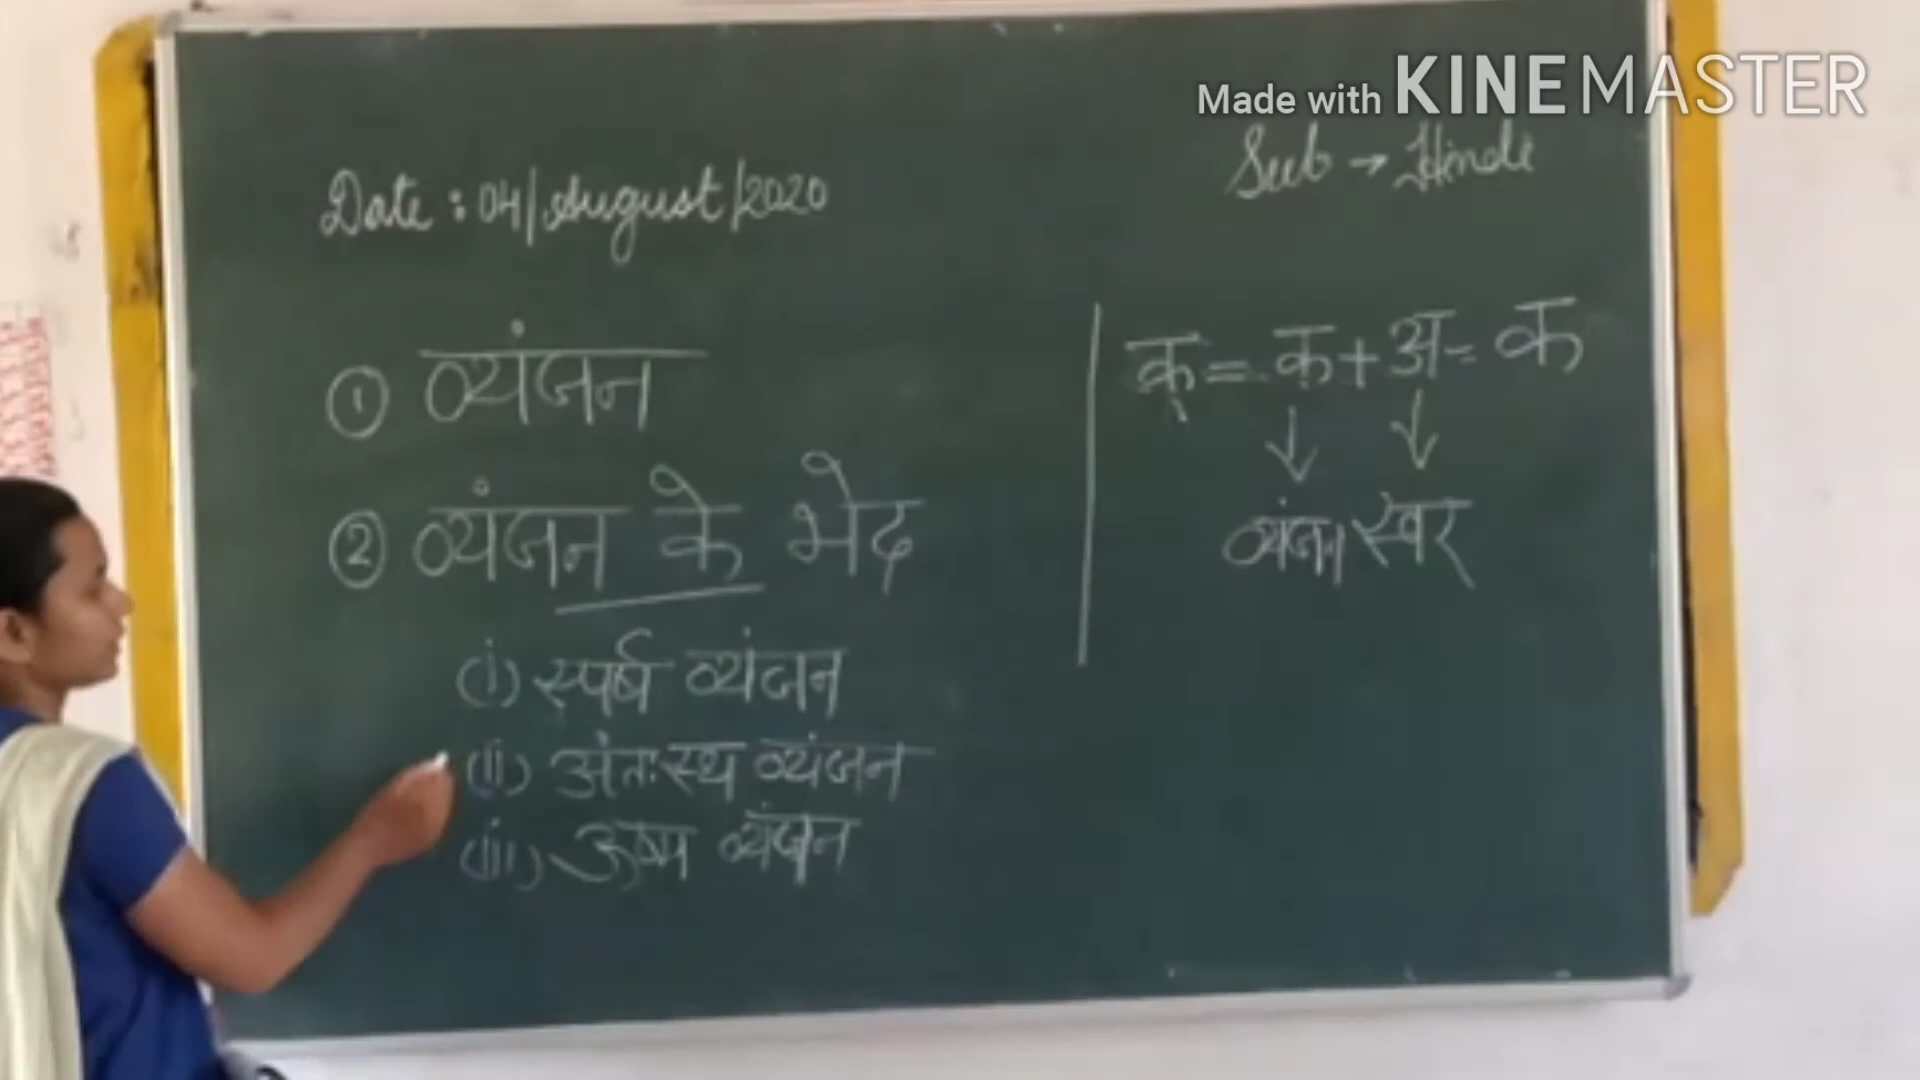 Made with KINEMASTER
Sub → Hindi
Date : 04/August/2020
① व्यंजन
② व्यंजन के भेद
(i) स्पर्ष व्यंजन
(ii) अंतःस्थ व्यंजन
(iii) ऊष्म व्यंजन
क् = क + अ = क
↓ ↓
व्यंजन स्वर